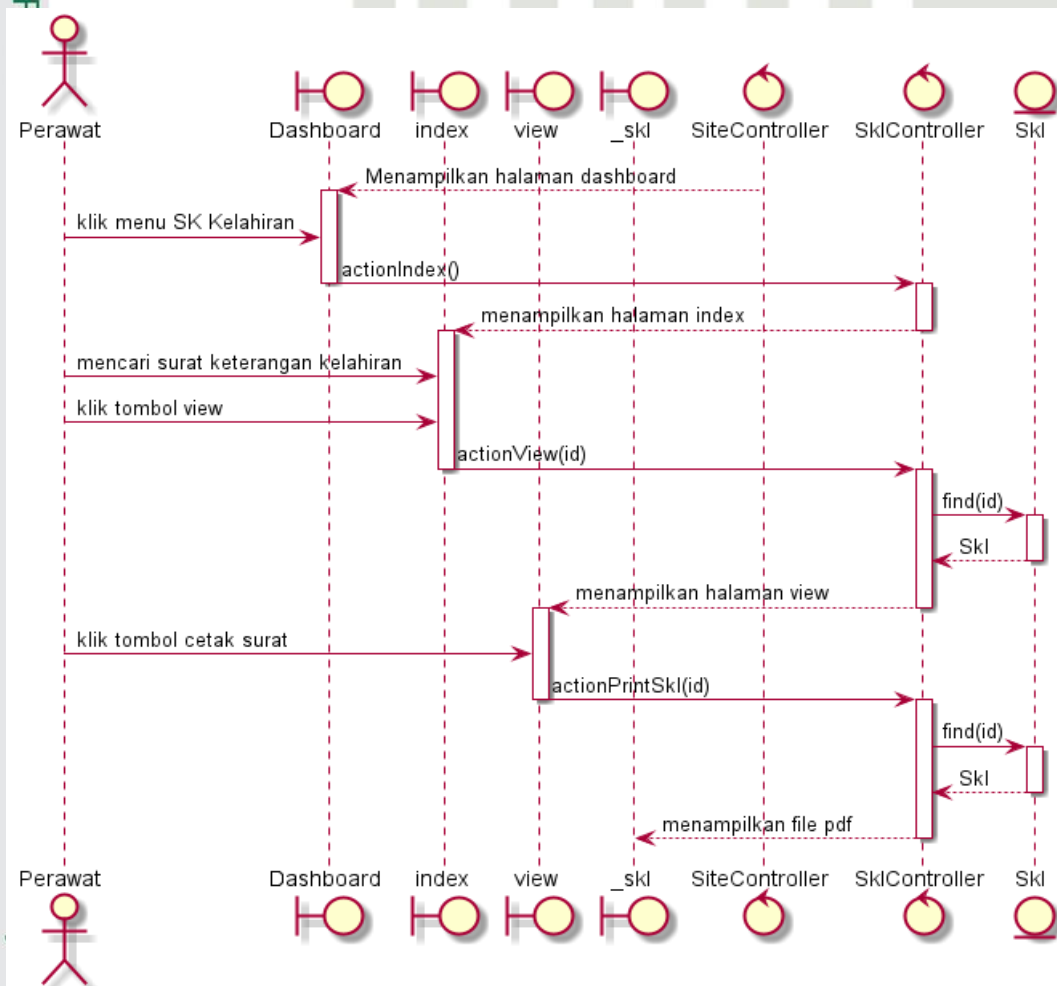 Perawat
Dashboard
index
view
_skl
SiteController
SklController
Skl
Menampilkan halaman dashboard
klik menu SK Kelahiran
actionIndex()
menampilkan halaman index
mencari surat keterangan kelahiran
klik tombol view
actionView(id)
find(id)
Skl
menampilkan halaman view
klik tombol cetak surat
actionPrintSkl(id)
find(id)
Skl
menampilkan file pdf
Perawat
Dashboard
index
view
_skl
SiteController
SklController
Skl